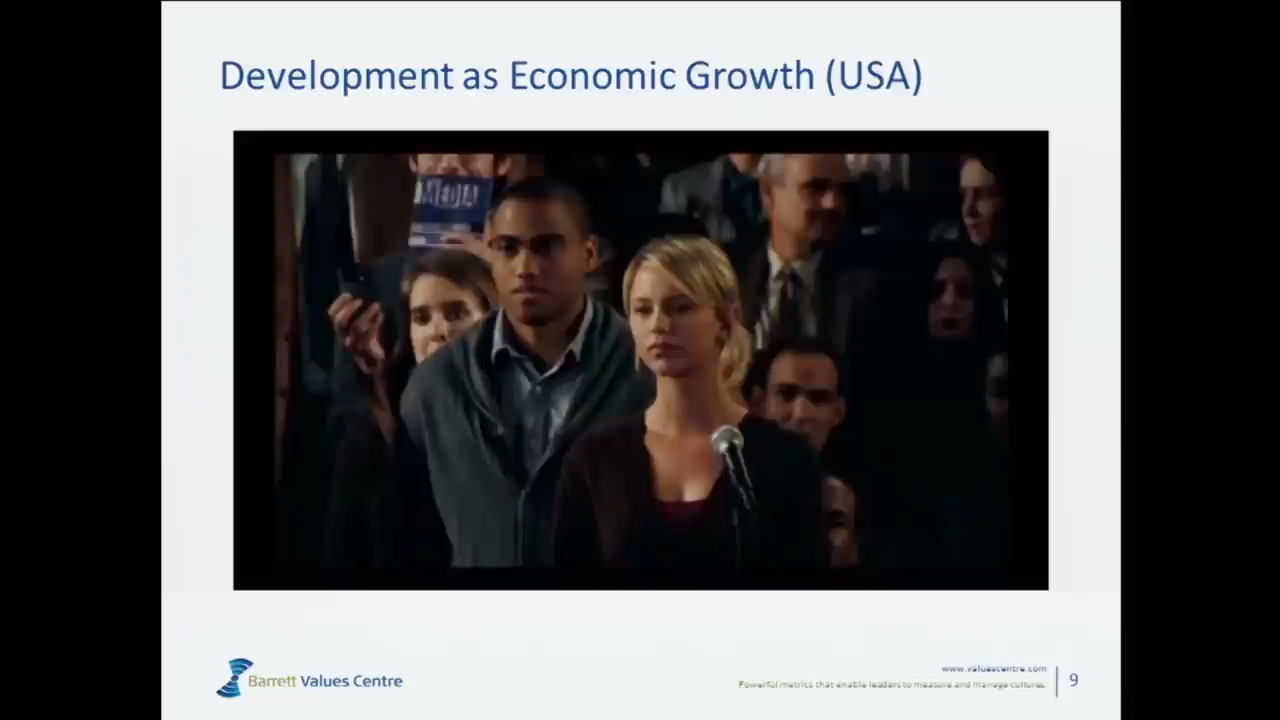 Development as Economic Growth (USA)
MEDIA
Barrett Values Centre
www.valuescentre.com
Powerful metrics that enable leaders to measure and manage cultures.
9